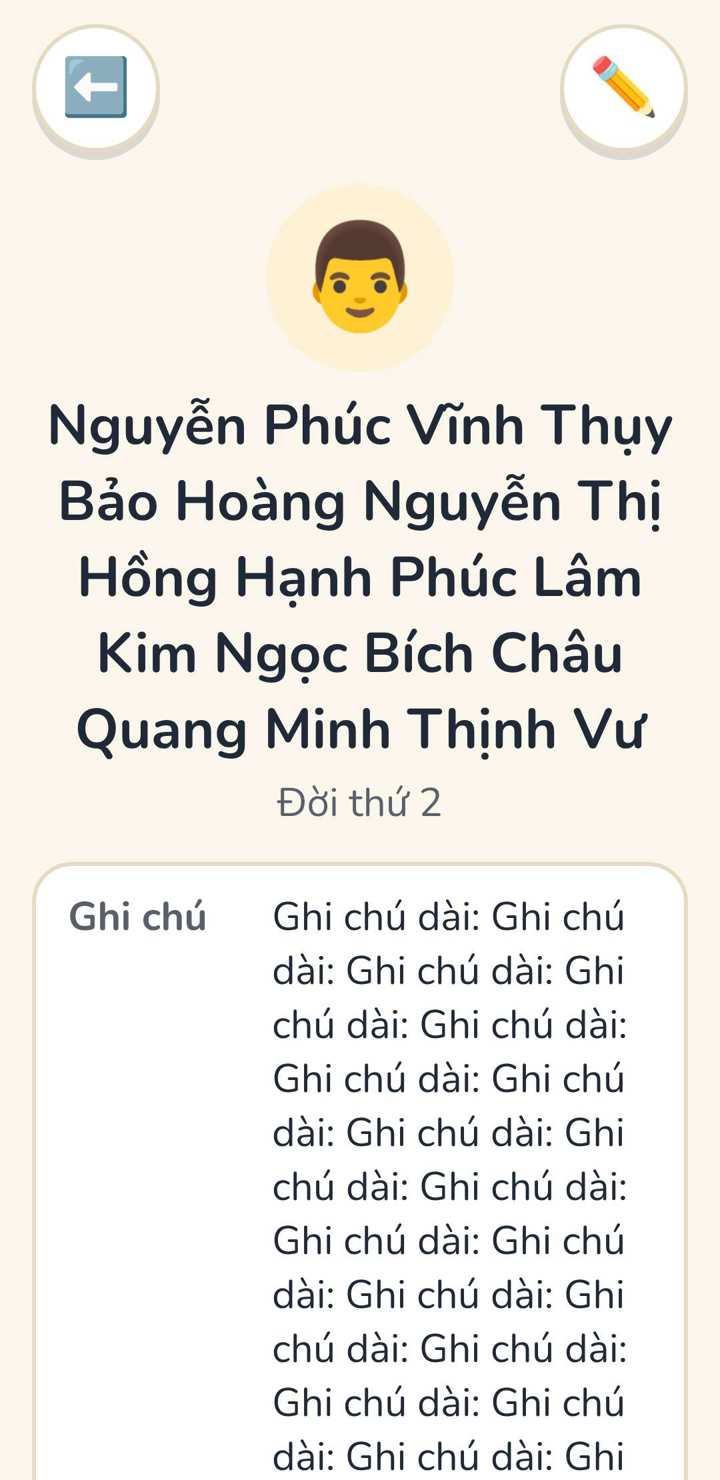 Nguyễn Phúc Vĩnh Thụy
Bảo Hoàng Nguyễn Thị
Hồng Hạnh Phúc Lâm
Kim Ngọc Bích Châu
Quang Minh Thịnh Vư
Đời thứ 2
Ghi chú
Ghi chú dài: Ghi chú
dài: Ghi chú dài: Ghi
chú dài: Ghi chú dài:
Ghi chú dài: Ghi chú
dài: Ghi chú dài: Ghi
chú dài: Ghi chú dài:
Ghi chú dài: Ghi chú
dài: Ghi chú dài: Ghi
chú dài: Ghi chú dài:
Ghi chú dài: Ghi chú
dài: Ghi chú dài: Ghi